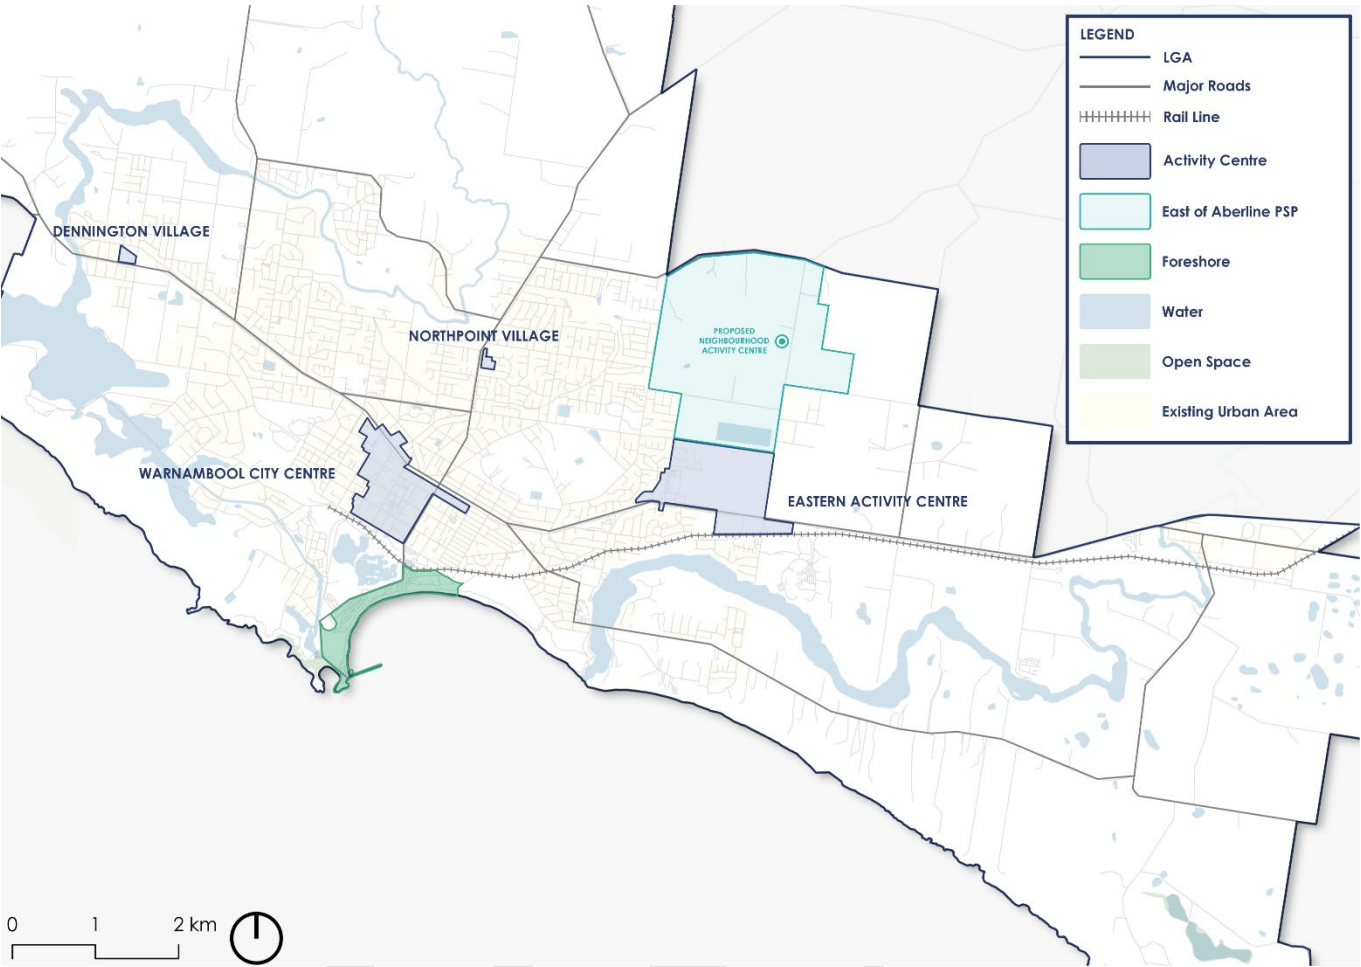 LEGEND
LGA
Major Roads
Rail Line
Activity Centre
East of Aberline PSP
Foreshore
Water
Open Space
Existing Urban Area
DENNINGTON VILLAGE
NORTHPOINT VILLAGE
PROPOSED
NEIGHBOURHOOD
ACTIVITY CENTRE
WARNAMBOOL CITY CENTRE
EASTERN ACTIVITY CENTRE
0 1 2 km